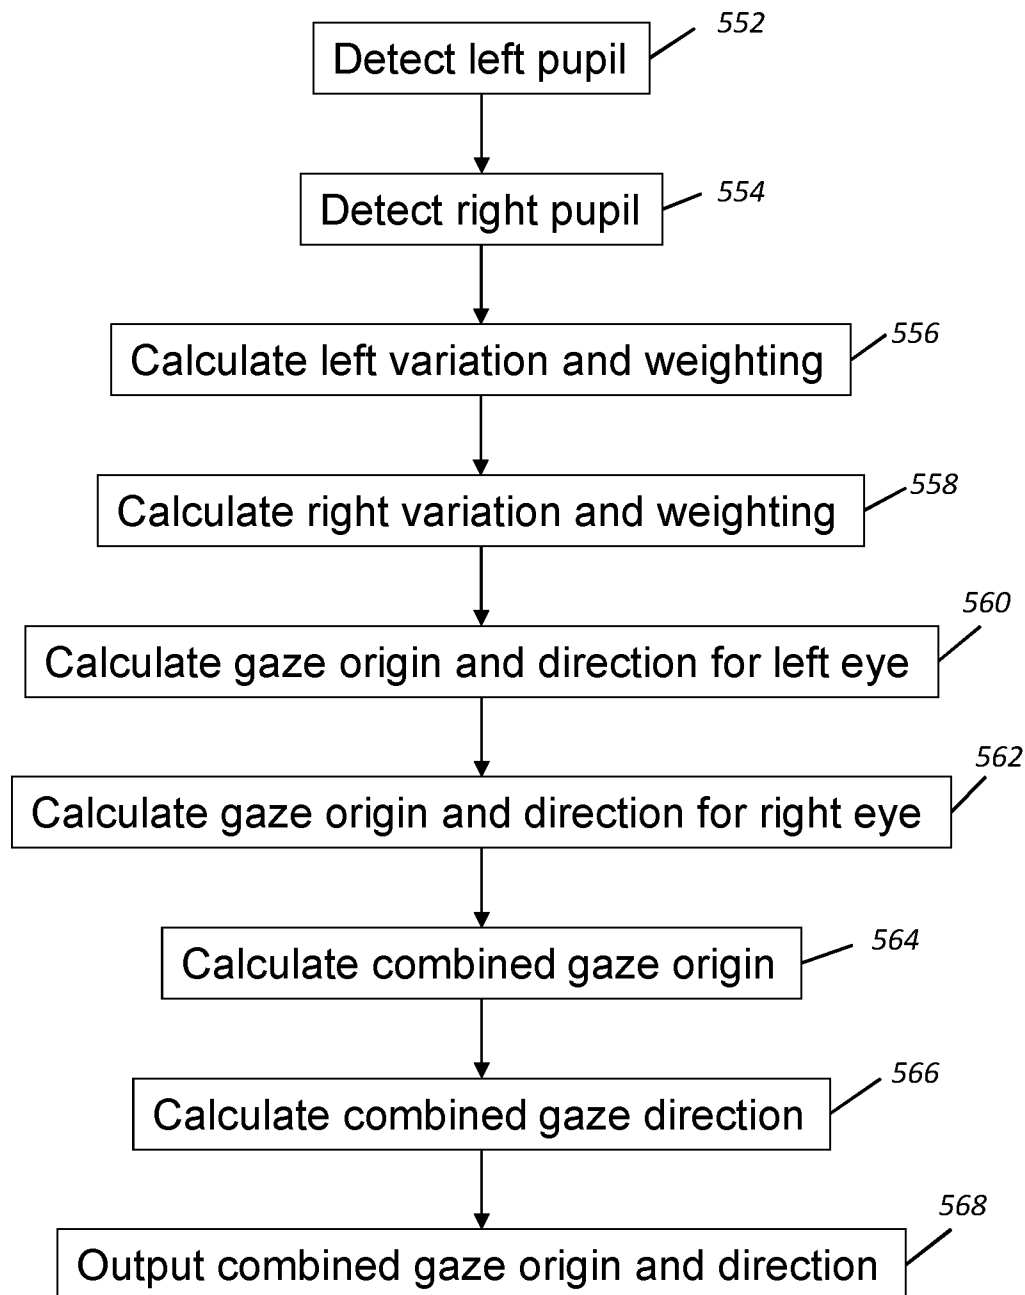 552
Detect left pupil
554
Detect right pupil
556
Calculate left variation and weighting
558
Calculate right variation and weighting
560
Calculate gaze origin and direction for left eye
562
Calculate gaze origin and direction for right eye
564
Calculate combined gaze origin
566
Calculate combined gaze direction
568
Output combined gaze origin and direction